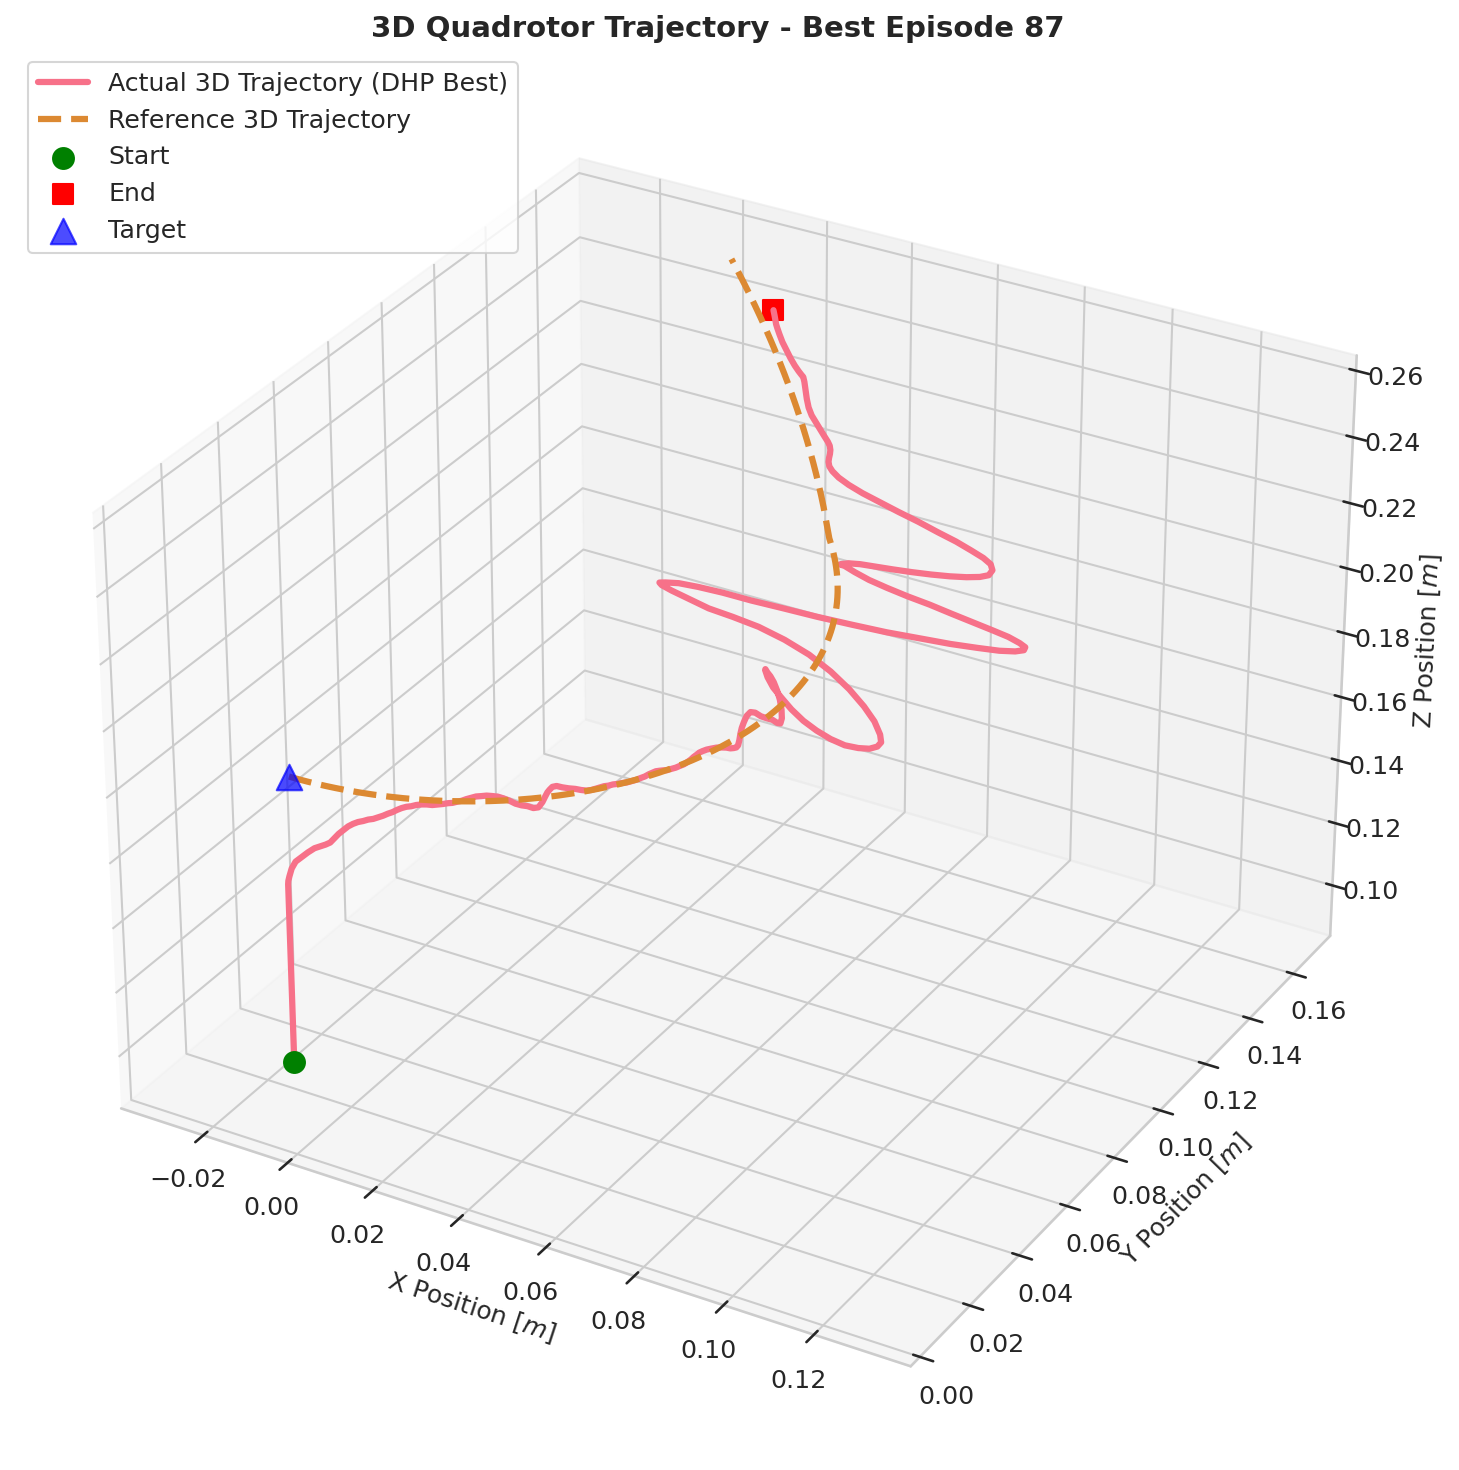 3D Quadrotor Trajectory - Best Episode 87
Actual 3D Trajectory (DHP Best)
Reference 3D Trajectory
Start
End
Target
0.26
0.24
0.22
0.20
0.18
0.16
0.14
0.12
0.10
Z Position [m]
0.16
0.14
0.12
0.10
0.08
0.06
0.04
0.02
0.00
Y Position [m]
−0.02
0.00
0.02
0.04
0.06
0.08
0.10
0.12
X Position [m]